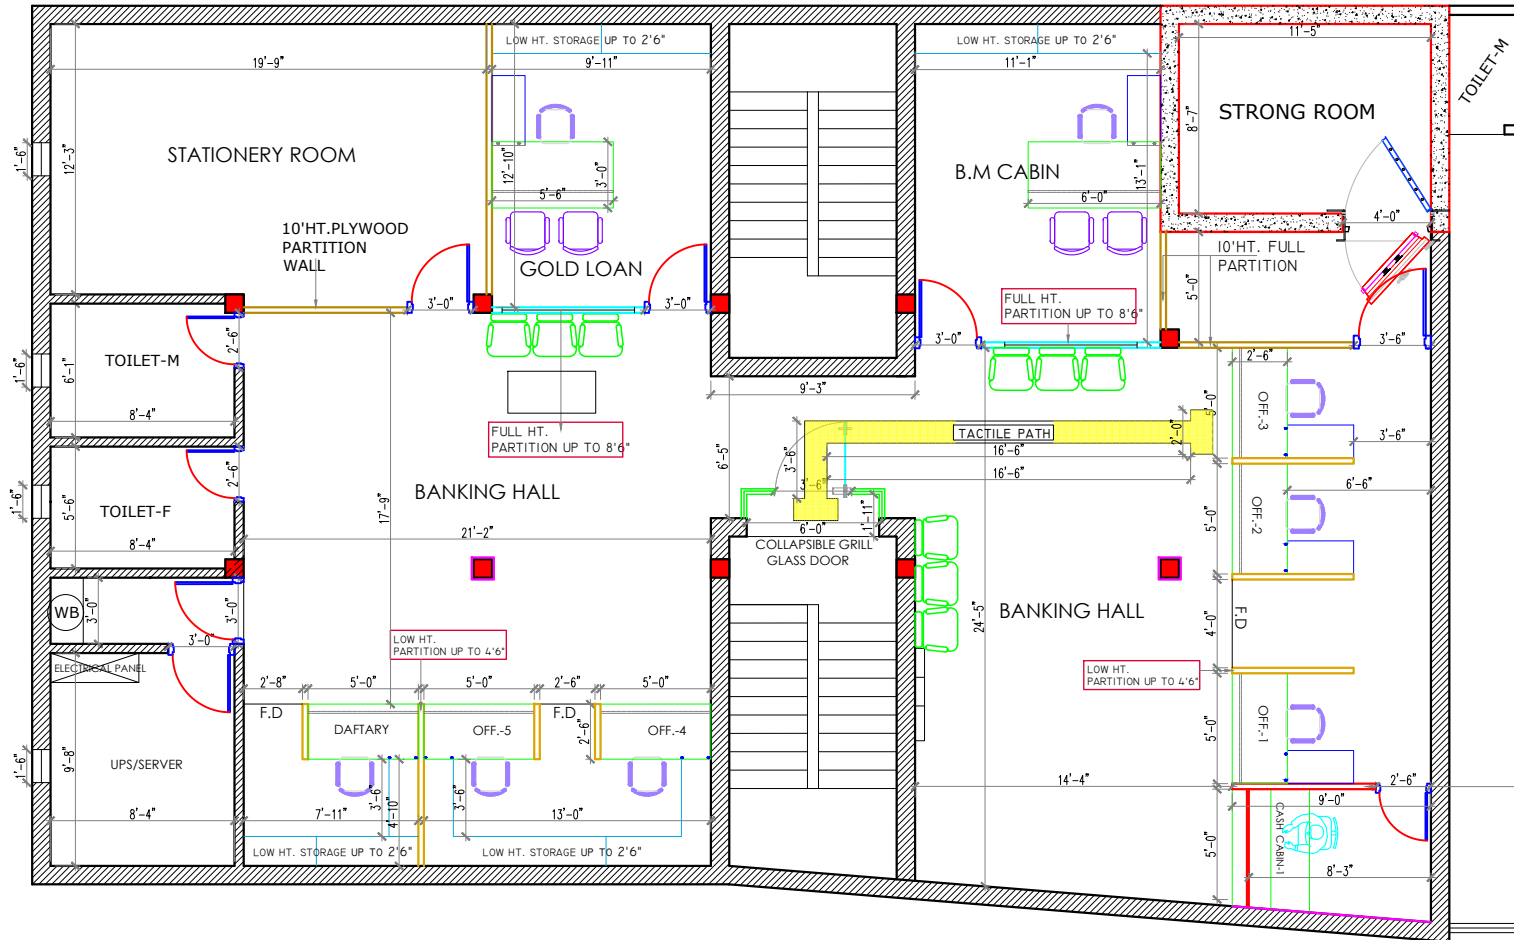 LOW HT. STORAGE UP TO 2'6"
LOW HT. STORAGE UP TO 2'6"
11'-5"
TOILET-M
19'-9"
9'-11"
11'-1"
STRONG ROOM
8'-7"
1'-6"
12'-3"
STATIONERY ROOM
12'-10"
3'-0"
5'-6"
B.M CABIN
13'-1"
6'-0"
4'-0"
10'HT.PLYWOOD
PARTITION
WALL
GOLD LOAN
10'HT. FULL
PARTITION
5'-0"
3'-0"
3'-0"
FULL HT.
PARTITION UP TO 8'6"
3'-0"
3'-6"
TOILET-M
2'-6"
1'-6"
6'-1"
8'-4"
2'-6"
9'-3"
OFF.-3
5'-0"
FULL HT.
PARTITION UP TO 8'6"
TACTILE PATH
2'-0"
16'-6"
16'-6"
3'-6"
6'-5"
3'-6"
3'-6"
6'-6"
TOILET-F
2'-6"
1'-6"
5'-6"
8'-4"
BANKING HALL
17'-9"
21'-2"
6'-0"
1'-11"
COLLAPSIBLE GRILL
GLASS DOOR
OFF.-2
5'-0"
WB
3'-0"
3'-0"
3'-0"
BANKING HALL
24'-5"
F.D
4'-0"
ELECTRICAL PANEL
LOW HT.
PARTITION UP TO 4'6"
LOW HT.
PARTITION UP TO 4'6"
2'-8"
5'-0"
5'-0"
2'-6"
5'-0"
F.D
DAFTARY
OFF.-5
F.D
2'-6"
OFF.-4
OFF.-1
5'-0"
1'-6"
9'-8"
UPS/SERVER
3'-6"
4'-10"
3'-6"
14'-4"
2'-6"
8'-4"
7'-11"
13'-0"
9'-0"
CASH CABIN-1
5'-0"
8'-3"
LOW HT. STORAGE UP TO 2'6"
LOW HT. STORAGE UP TO 2'6"